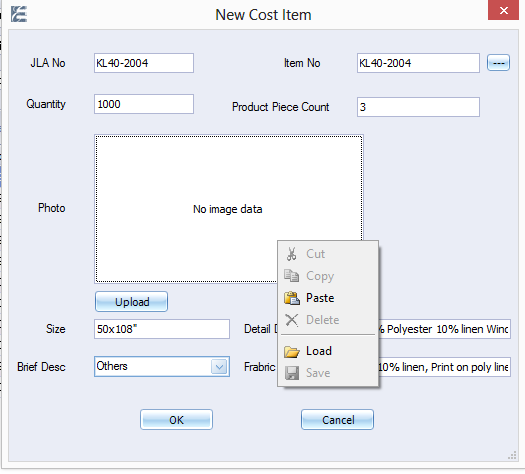 New Cost Item
JLA No KL40-2004 Item No KL40-2004 ---
Quantity 1000 Product Piece Count 3
Photo No image data
Cut
Copy
Paste
Delete
Load
Save
Upload
Size 50x108" Detail D % Polyester 10% linen Wind
Brief Desc Others Frabric 10% linen, Print on poly line
OK Cancel